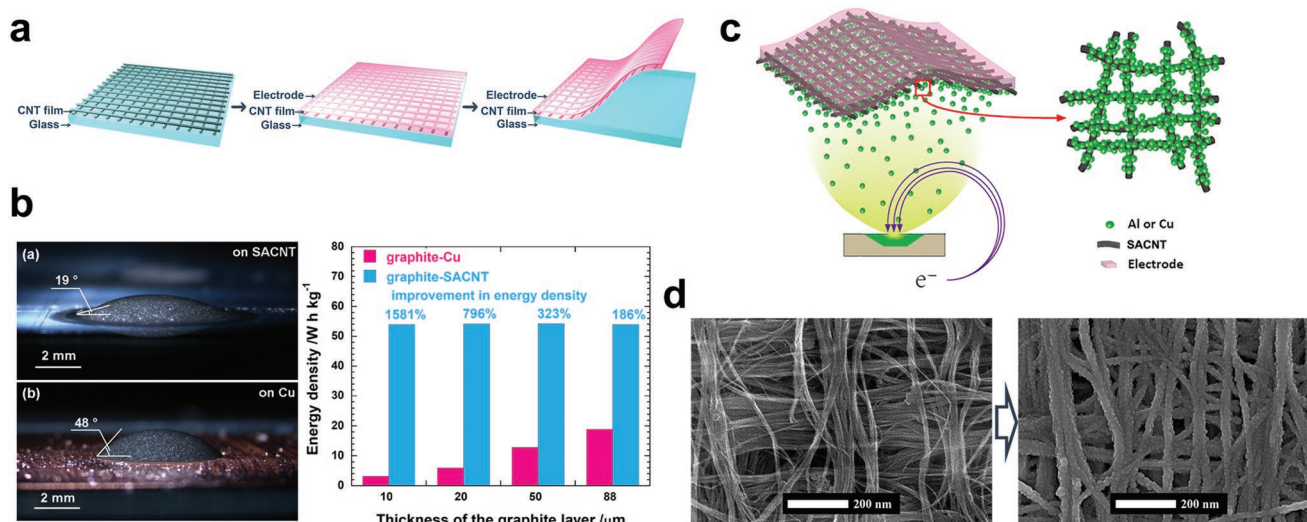 a
Electrode→
CNT film→
Glass→
CNT film→
Glass→
Electrode→
CNT film→
Glass→
b
(a)
on SACNT
19 °
2 mm
(b)
on Cu
48 °
2 mm
Energy density /W h kg-1
80
70
60
50
40
30
20
10
0
graphite-Cu
graphite-SACNT
improvement in energy density
1581%
796%
323%
186%
10
20
50
88
Thickness of the graphite layer /μm
c
Al or Cu
SACNT
Electrode
e−
d
200 nm
200 nm